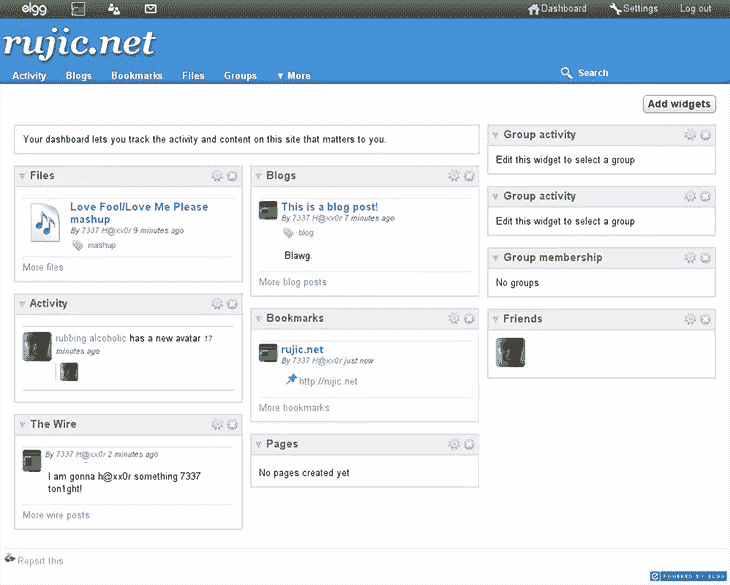 elgg Dashboard Settings Log out
rujic.net
Activity Blogs Bookmarks Files Groups ▼ More Search
Add widgets
Your dashboard lets you track the activity and content on this site that matters to you.
Files
Love Fool/Love Me Please
mashup
By 7337 H@xx0r 9 minutes ago
mashup
More files
Activity
rubbing alcoholic has a new avatar 17
minutes ago
The Wire
By 7337 H@xx0r 2 minutes ago
I am gonna h@xx0r something 7337
ton1ght!
More wire posts
Blogs
This is a blog post!
By 7337 H@xx0r 7 minutes ago
blog
Blawg.
More blog posts
Bookmarks
rujic.net
By 7337 H@xx0r just now
http://rujic.net
More bookmarks
Pages
No pages created yet
Group activity
Edit this widget to select a group
Group activity
Edit this widget to select a group
Group membership
No groups
Friends
Report this
POWERED BY ELGG